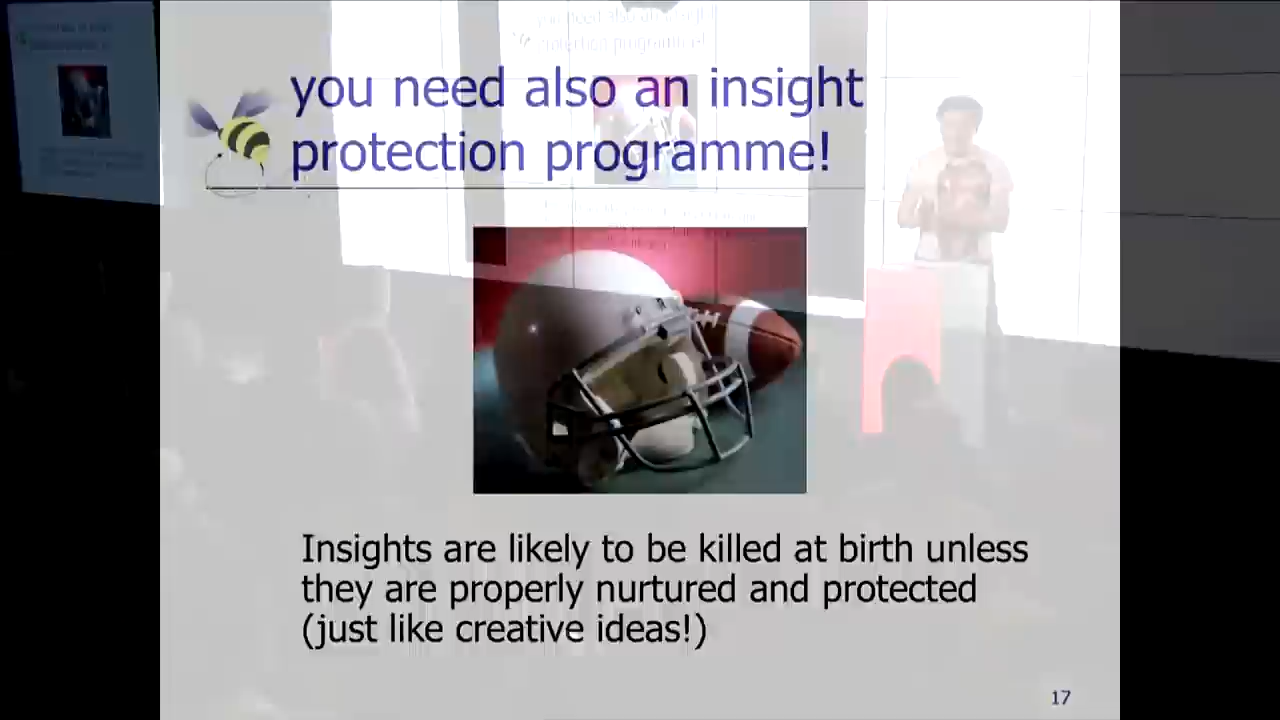 you need also an insight
protection programme!
Insights are likely to be killed at birth unless
they are properly nurtured and protected
(just like creative ideas!)
17